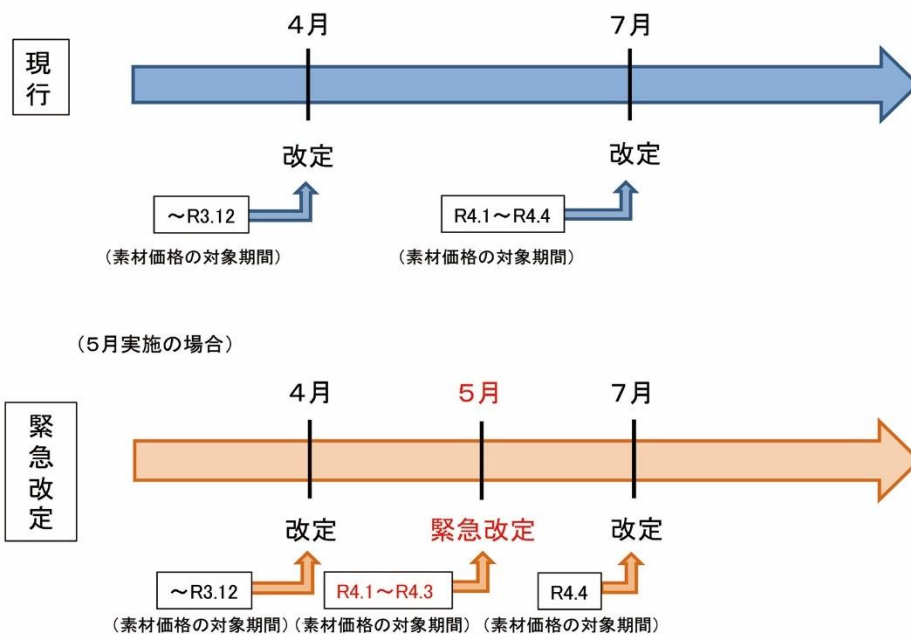 4月 7月
現行
改定 改定
～R3.12 R4.1～R4.4
(素材価格の対象期間) (素材価格の対象期間)
(5月実施の場合)
4月 5月 7月
緊急改定
改定 緊急改定 改定
～R3.12 R4.1～R4.3 R4.4
(素材価格の対象期間) (素材価格の対象期間) (素材価格の対象期間)